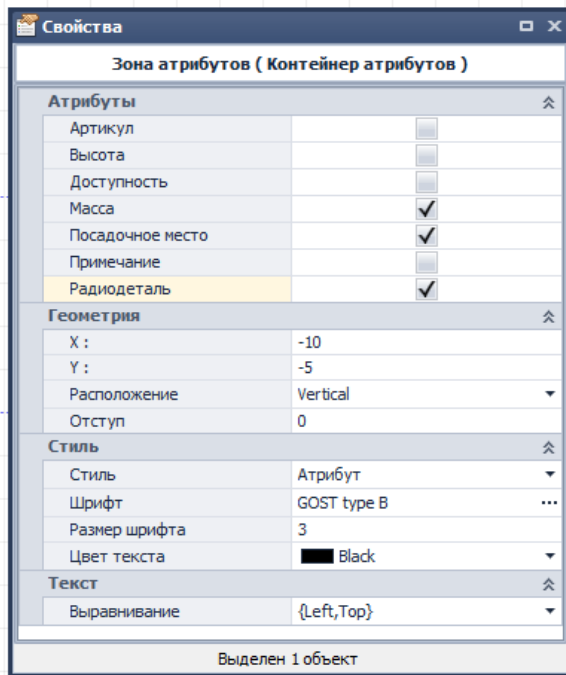 Свойства
Зона атрибутов ( Контейнер атрибутов )
Атрибуты
Артикул
Высота
Доступность
Масса
Посадочное место
Примечание
Радиодеталь
Геометрия
X : -10
Y : -5
Расположение Vertical
Отступ 0
Стиль
Стиль Атрибут
Шрифт GOST type B ...
Размер шрифта 3
Цвет текста Black
Текст
Выравнивание {Left,Top}
Выделен 1 объект